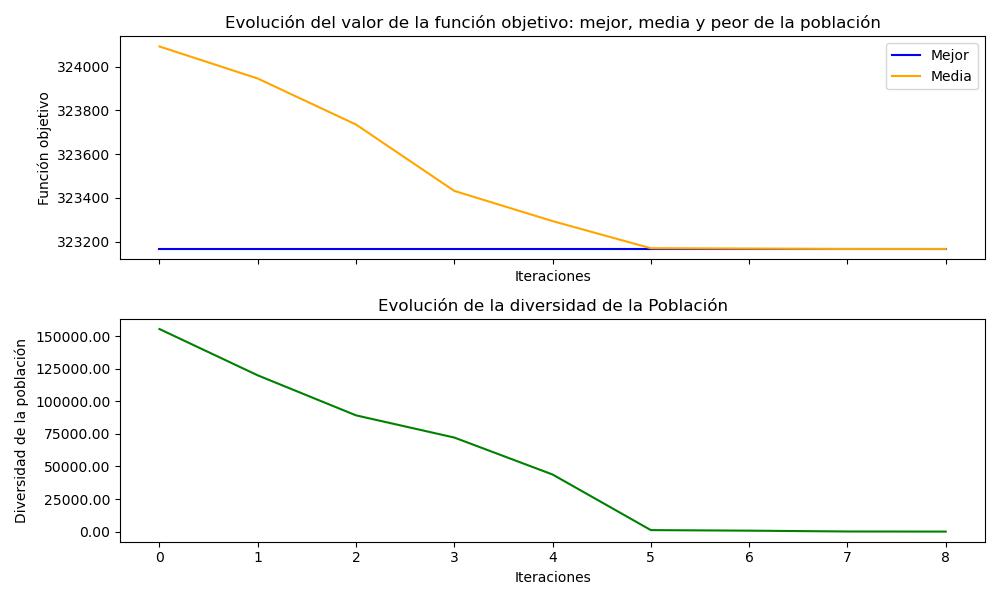 Evolución del valor de la función objetivo: mejor, media y peor de la población
Función objetivo
324000
323800
323600
323400
323200
Mejor
Media
Iteraciones
Evolución de la diversidad de la Población
Diversidad de la población
150000.00
125000.00
100000.00
75000.00
50000.00
25000.00
0.00
0 1 2 3 4 5 6 7 8
Iteraciones